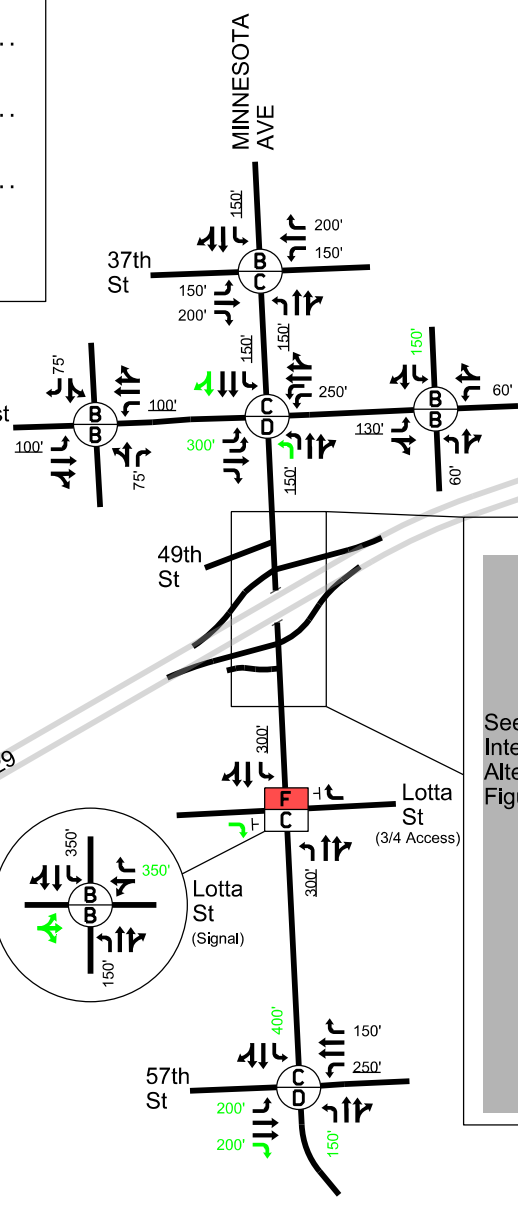 ..
..
..
MINNESOTA
AVE
150'
200'
150'
37th
St
B
C
150'
200'
150'
150'
75'
150'
C
D
250'
100'
B
B
100'
75'
300'
150'
150'
B
B
60'
130'
60'
49th
St
See
Inte
Alte
Figu
300'
F
C
Lotta
St
(3/4 Access)
300'
350'
350'
B
B
Lotta
St
(Signal)
150'
400'
150'
250'
57th
St
C
D
200'
200'
150'